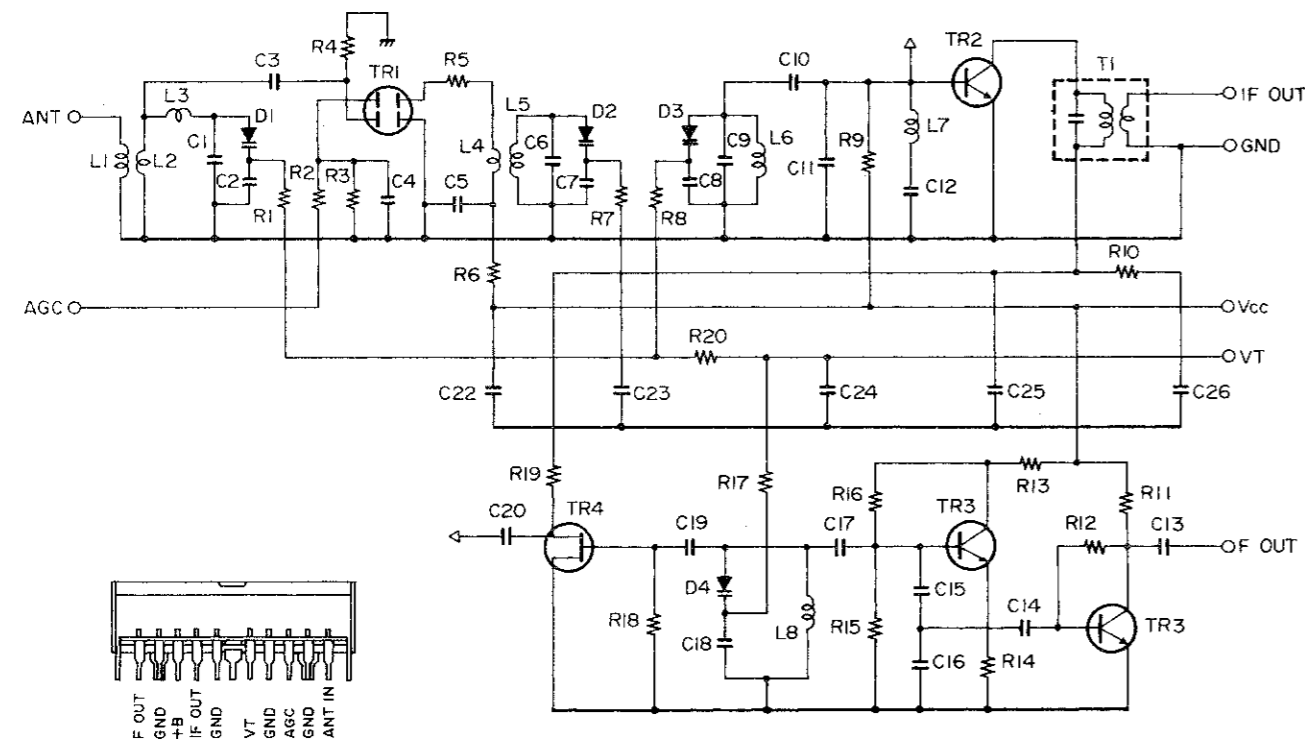 R4
C3
TR1
R5
C10
TR2
T1
L3
ANT
D1
L5
D2
D3
IF OUT
C1
C6
C9
L6
R9
L7
L1
L2
C2
R2
R3
L4
C11
GND
C4
C5
C7
C8
C12
R1
R7
R8
R6
R10
AGC
Vcc
R20
VT
C22
C23
C24
C25
C26
R19
R17
R16
R13
R11
C20
TR4
C19
C17
TR3
R12
C13
F OUT
D4
C15
C14
R18
C18
L8
R15
TR3
C16
R14
F OUT
GND
+B
IF OUT
GND
VT
GND
AGC
GND
ANT IN